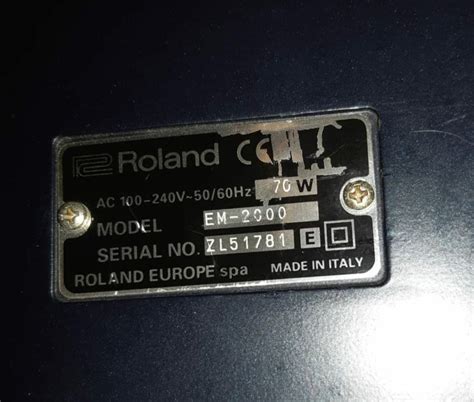 Roland CE
AC 100-240V~50/60Hz 70 W
MODEL EM-2000
SERIAL NO. ZL51781 E
ROLAND EUROPE spa MADE IN ITALY